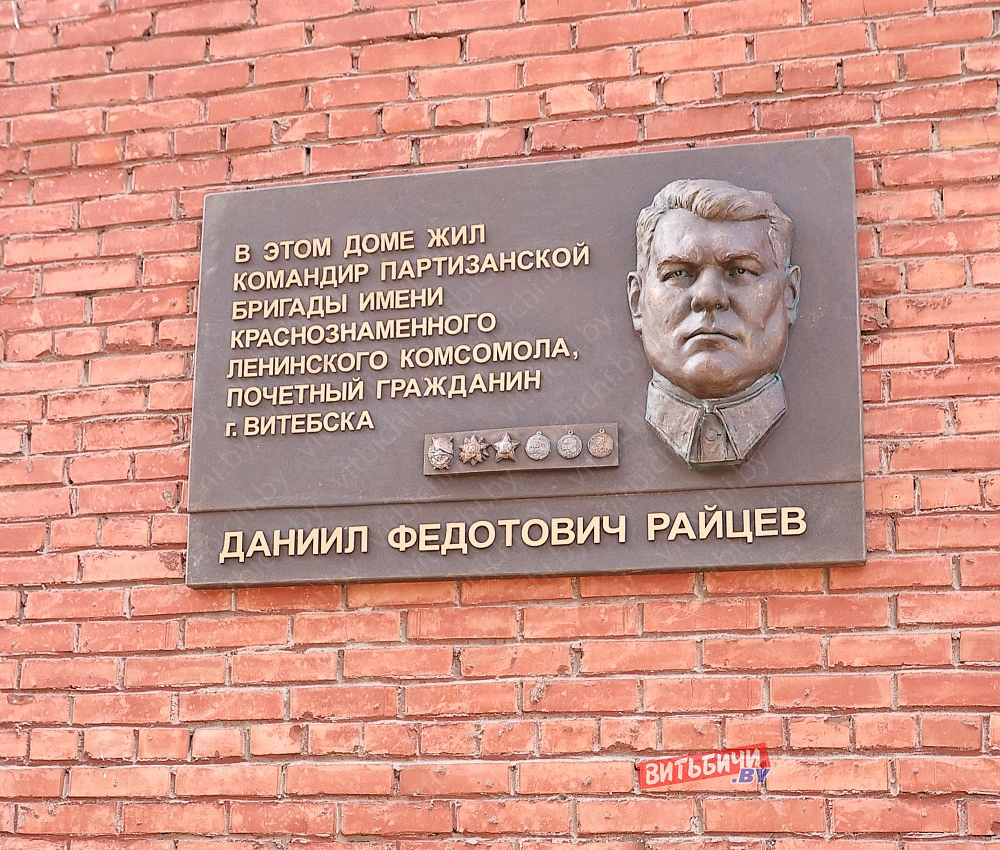 В ЭТОМ ДОМЕ ЖИЛ
КОМАНДИР ПАРТИЗАНСКОЙ
БРИГАДЫ ИМЕНИ
КРАСНОЗНАМЕННОГО
ЛЕНИНСКОГО КОМСОМОЛА,
ПОЧЕТНЫЙ ГРАЖДАНИН
г. ВИТЕБСКА
ДАНИИЛ ФЕДОТОВИЧ РАЙЦЕВ
ВИТЬБИЧИ
.BY